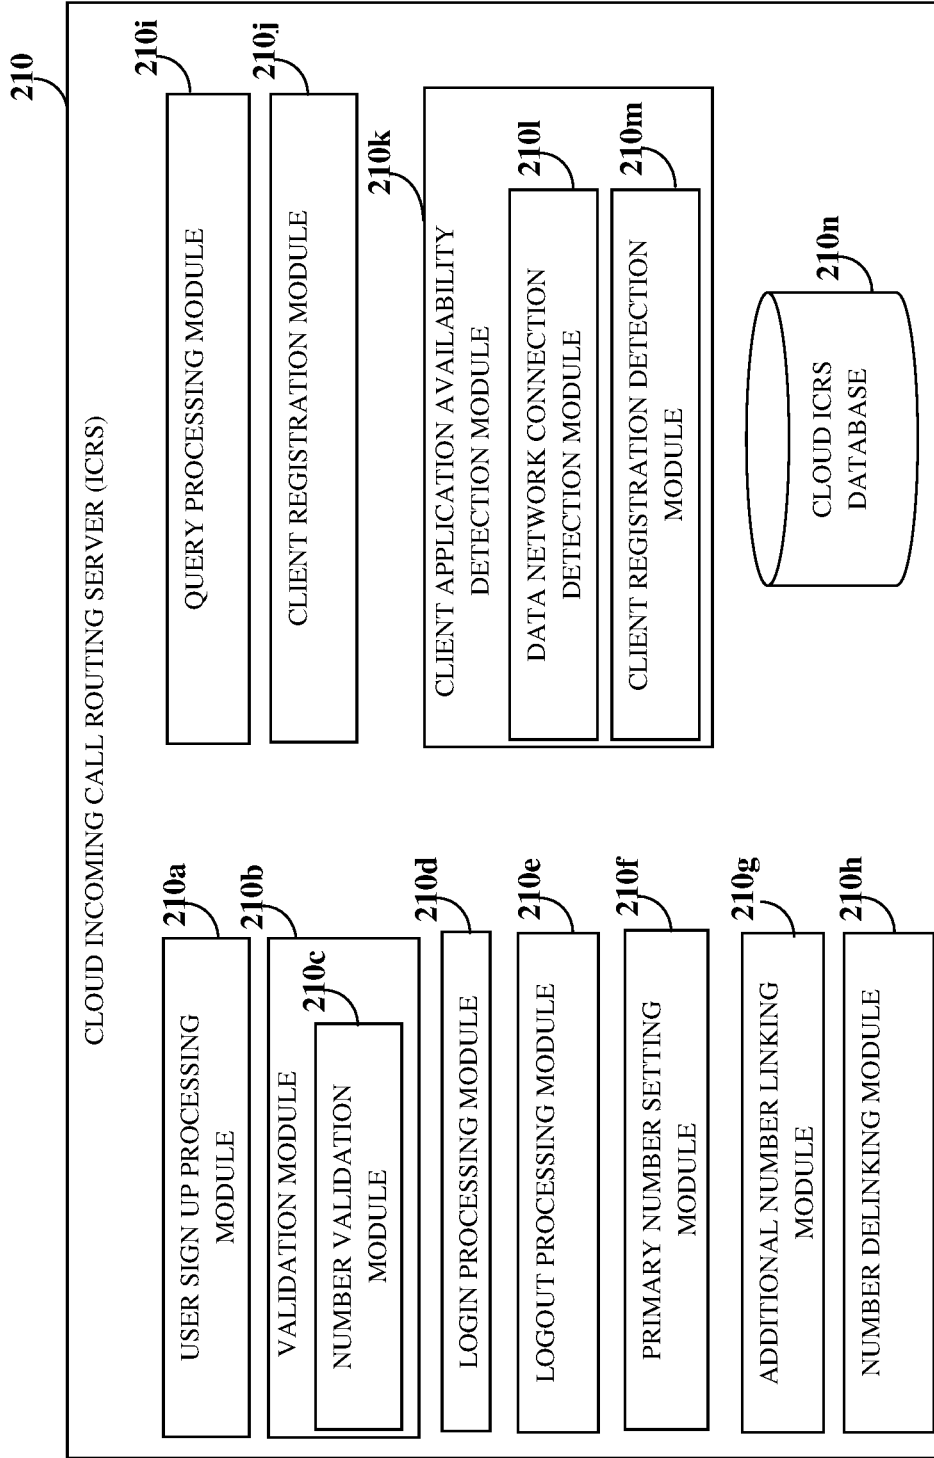 210
CLOUD INCOMING CALL ROUTING SERVER (ICRS)
210a
USER SIGN UP PROCESSING
MODULE
210b
VALIDATION MODULE
210c
NUMBER VALIDATION
MODULE
210d
LOGIN PROCESSING MODULE
210e
LOGOUT PROCESSING MODULE
210f
PRIMARY NUMBER SETTING
MODULE
210g
ADDITIONAL NUMBER LINKING
MODULE
210h
NUMBER DELINKING MODULE
210i
QUERY PROCESSING MODULE
210j
CLIENT REGISTRATION MODULE
210k
CLIENT APPLICATION AVAILABILITY
DETECTION MODULE
210l
DATA NETWORK CONNECTION
DETECTION MODULE
210m
CLIENT REGISTRATION DETECTION
MODULE
210n
CLOUD ICRS
DATABASE